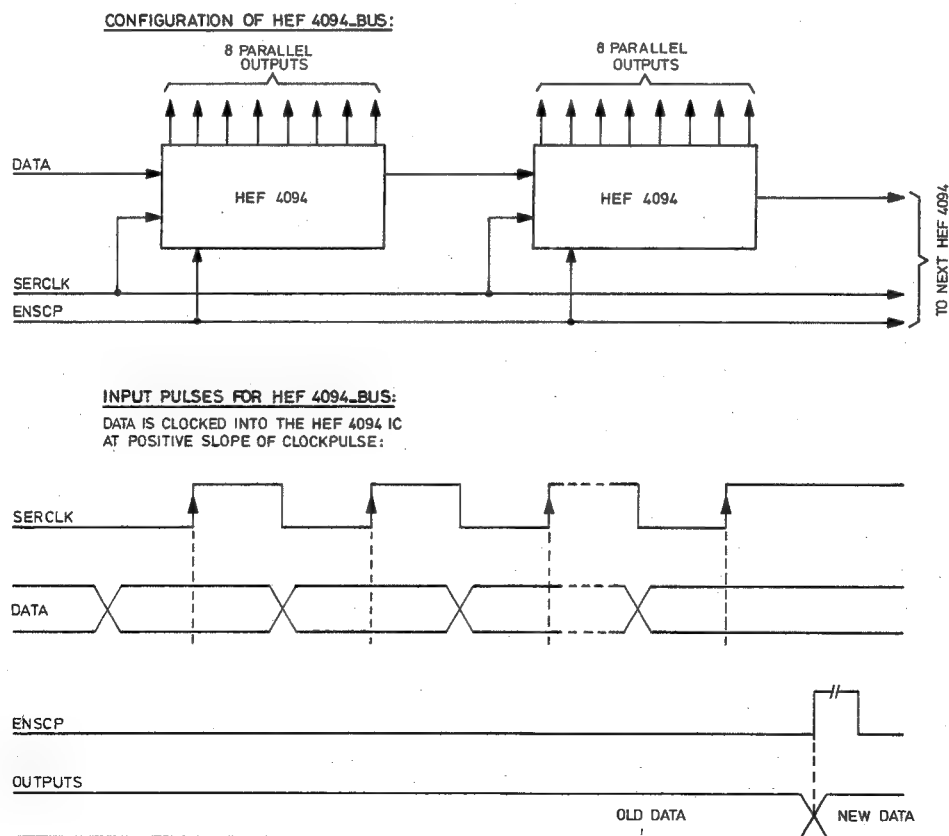 CONFIGURATION OF HEF 4094_BUS:
8 PARALLEL
OUTPUTS
8 PARALLEL
OUTPUTS
DATA
HEF 4094
HEF 4094
SERCLK
ENSCP
TO NEXT HEF 4094
INPUT PULSES FOR HEF 4094_BUS:
DATA IS CLOCKED INTO THE HEF 4094 IC
AT POSITIVE SLOPE OF CLOCKPULSE:
SERCLK
DATA
ENSCP
OUTPUTS
OLD DATA
NEW DATA